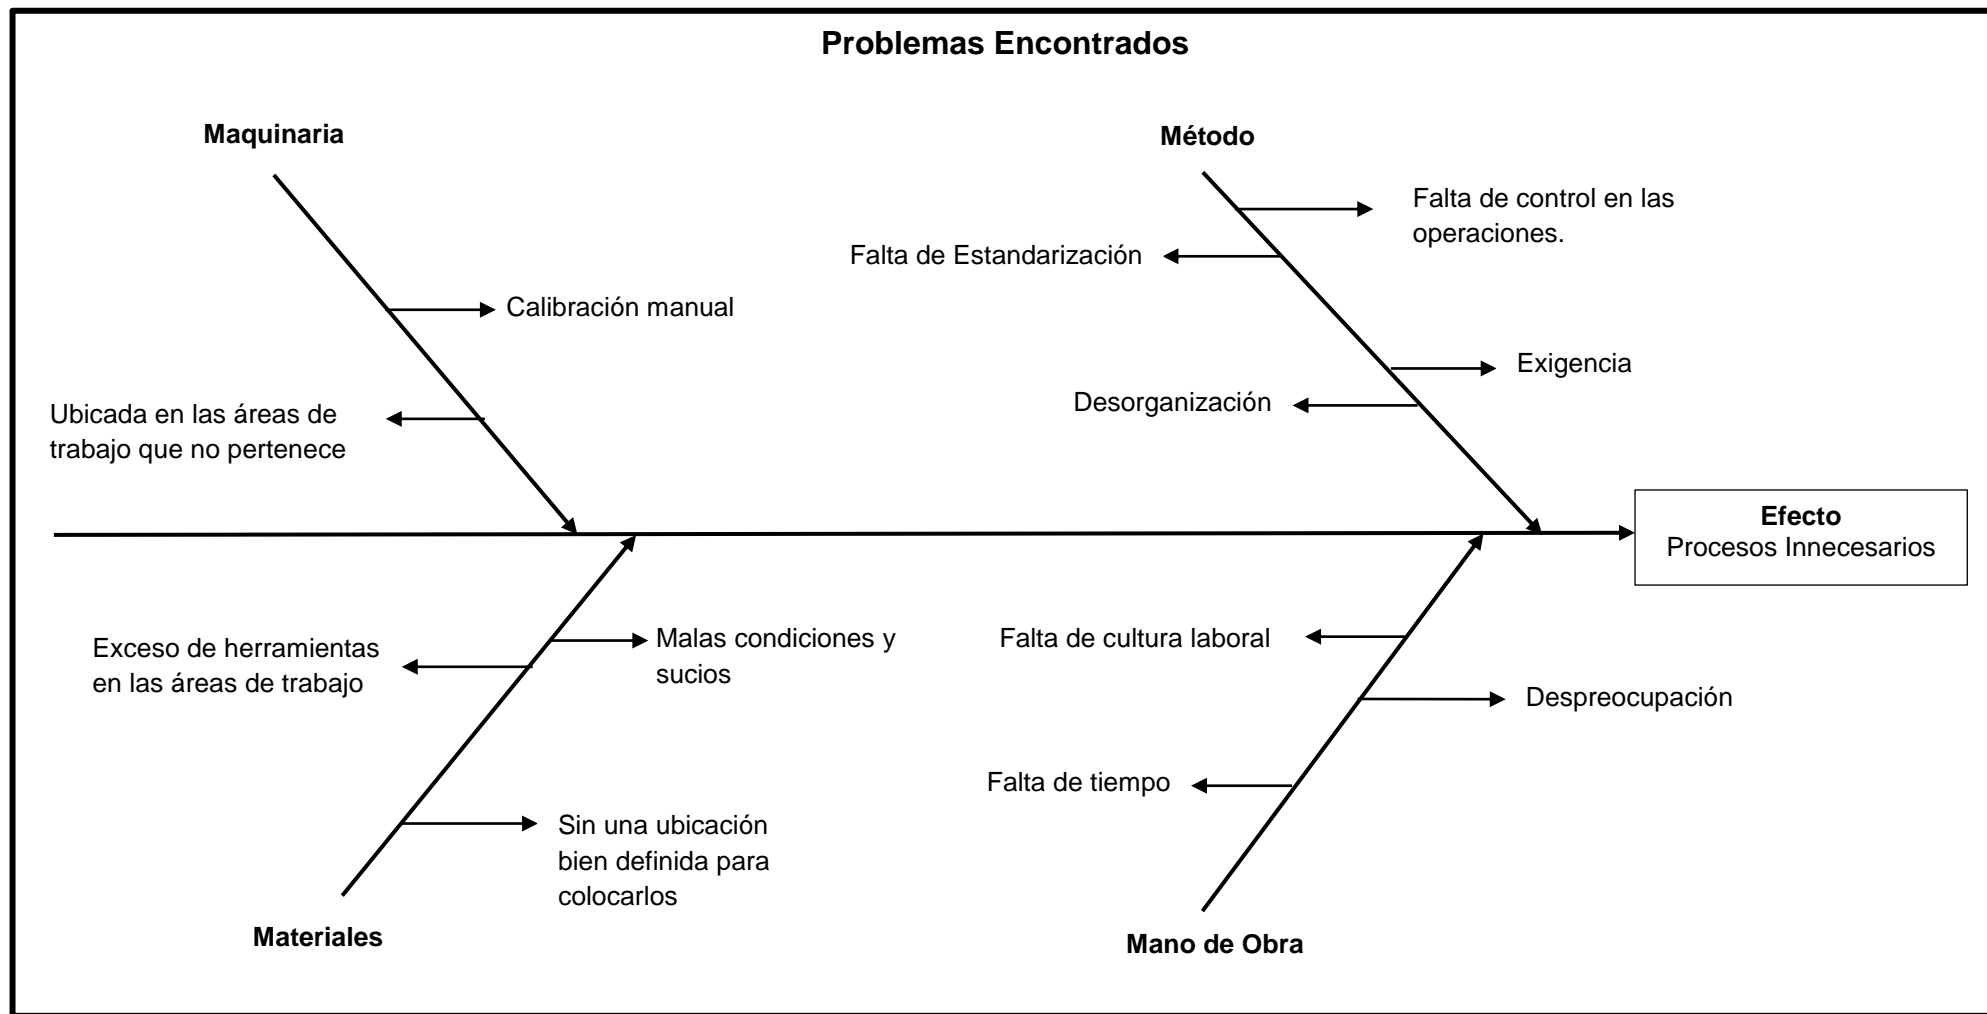 Problemas Encontrados
Maquinaria
Método
Falta de control en las
operaciones.
Falta de Estandarización
Calibración manual
Exigencia
Desorganización
Ubicada en las áreas de
trabajo que no pertenece
Efecto
Procesos Innecesarios
Exceso de herramientas
en las áreas de trabajo
Malas condiciones y
sucios
Falta de cultura laboral
Despreocupación
Falta de tiempo
Sin una ubicación
bien definida para
colocarlos
Materiales
Mano de Obra